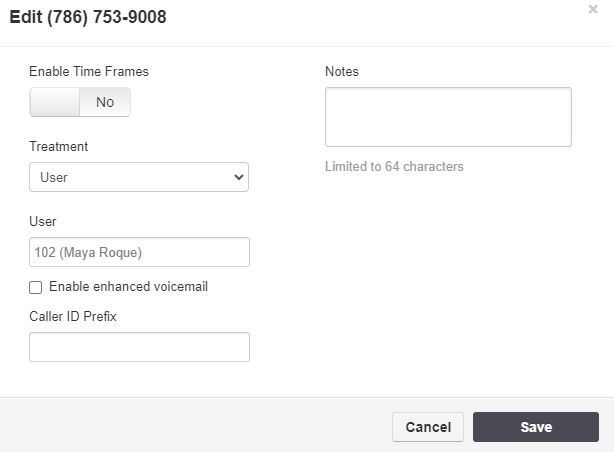 Edit (786) 753-9008
×
Enable Time Frames
No
Treatment
User
User
102 (Maya Roque)
Enable enhanced voicemail
Caller ID Prefix
Notes
Limited to 64 characters
Cancel
Save